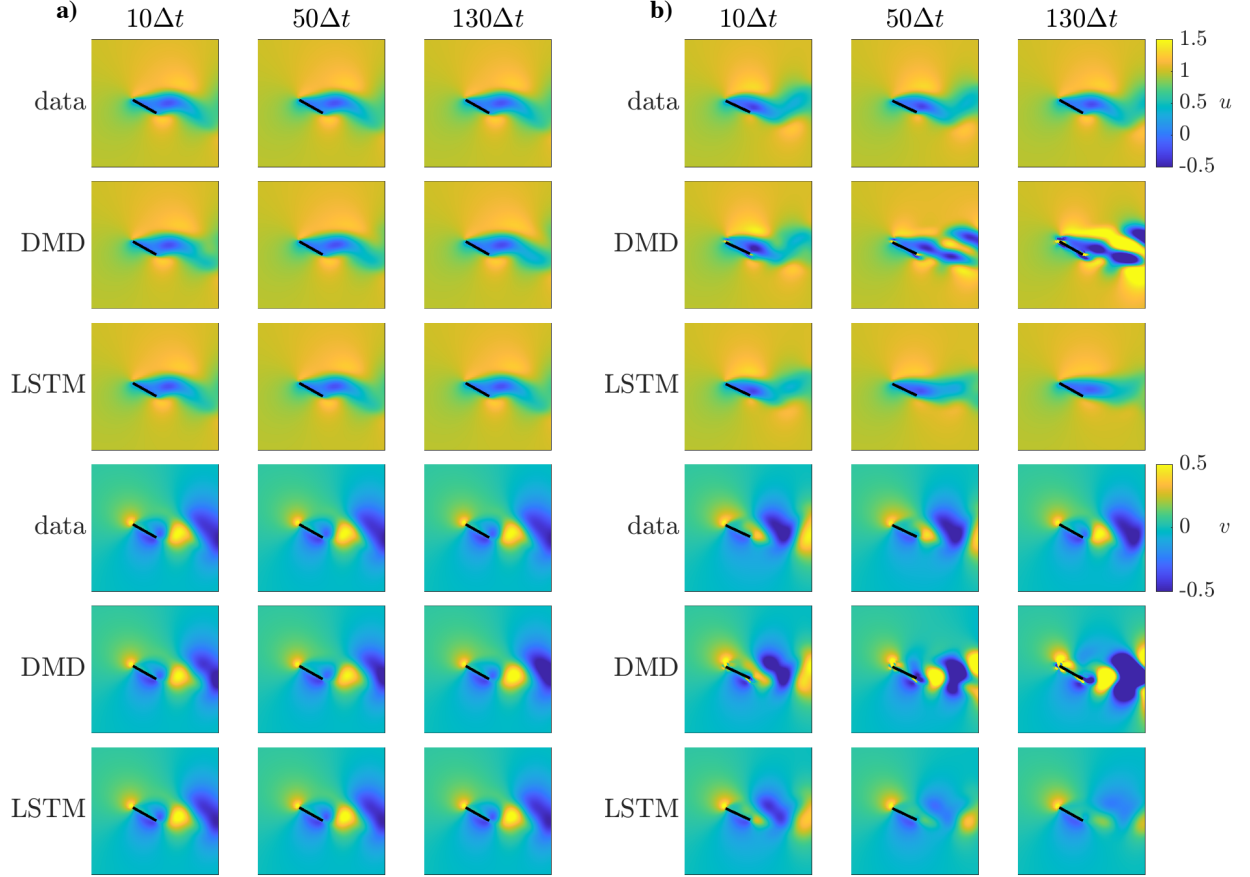 a)
10Δt 50Δt 130Δt
b)
10Δt 50Δt 130Δt
data
data
1.5
1
0.5
0
-0.5
u
DMD
DMD
LSTM
LSTM
data
data
0.5
0
-0.5
v
DMD
DMD
LSTM
LSTM